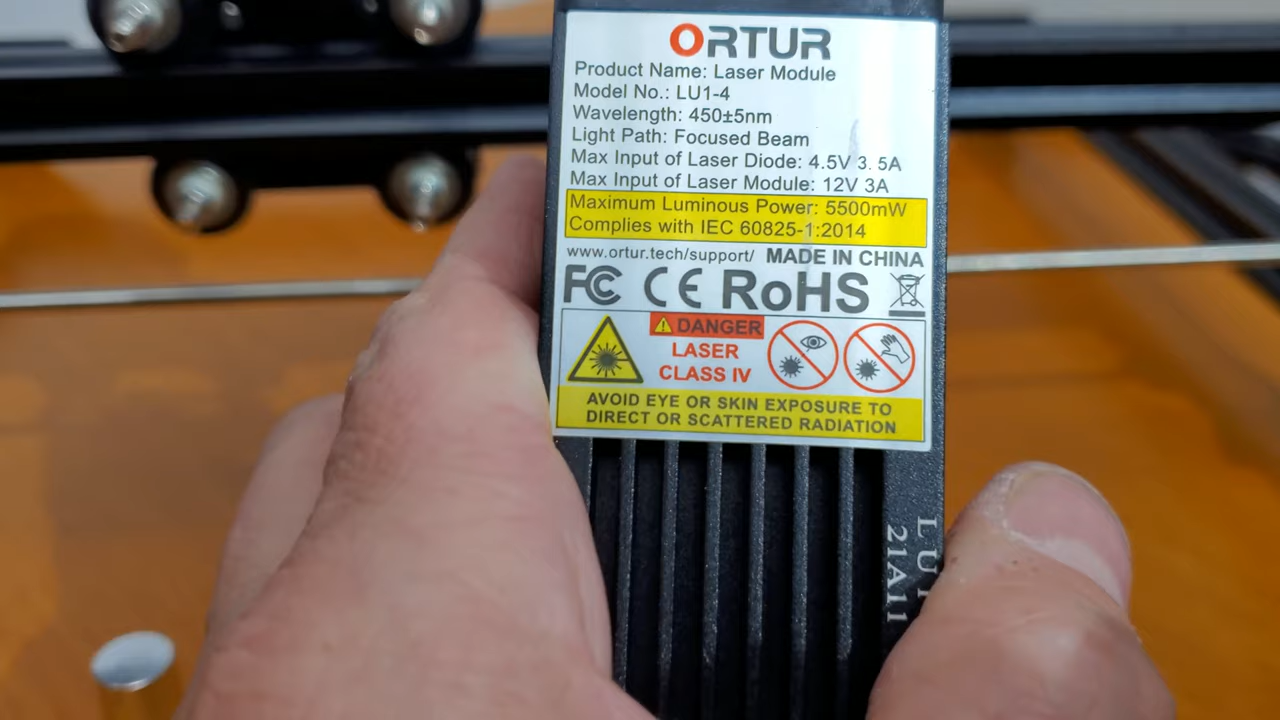 ORTUR
Product Name: Laser Module
Model No.: LU1-4
Wavelength: 450±5nm
Light Path: Focused Beam
Max Input of Laser Diode: 4.5V 3. 5A
Max Input of Laser Module: 12V 3A
Maximum Luminous Power: 5500mW
Complies with IEC 60825-1:2014
www.ortur.tech/support/ MADE IN CHINA
FC CE RoHS
DANGER
LASER
CLASS IV
AVOID EYE OR SKIN EXPOSURE TO
DIRECT OR SCATTERED RADIATION
21A11